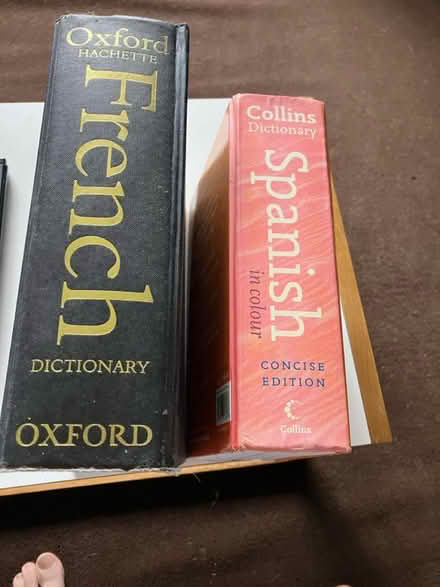 Oxford
HACHETTE
French
DICTIONARY
OXFORD
Collins
Dictionary
Spanish
in colour
CONCISE
EDITION
Collins